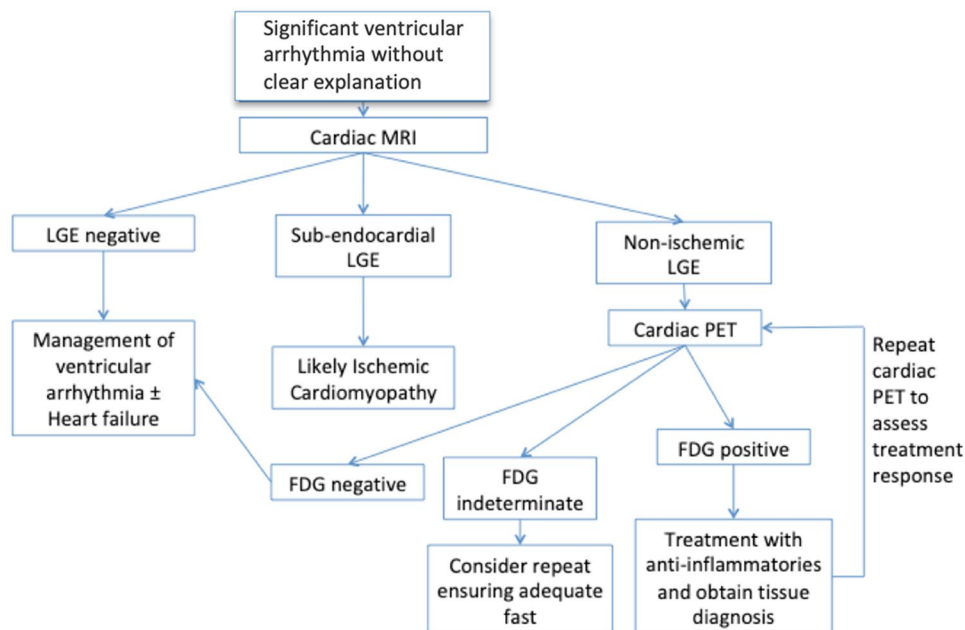 Significant ventricular
arrhythmia without
clear explanation
Cardiac MRI
LGE negative
Sub-endocardial
LGE
Non-ischemic
LGE
Management of
ventricular
arrhythmia ±
Heart failure
Likely Ischemic
Cardiomyopathy
Cardiac PET
Repeat
cardiac
PET to
assess
treatment
response
FDG negative
FDG
indeterminate
FDG positive
Consider repeat
ensuring adequate
fast
Treatment with
anti-inflammatories
and obtain tissue
diagnosis